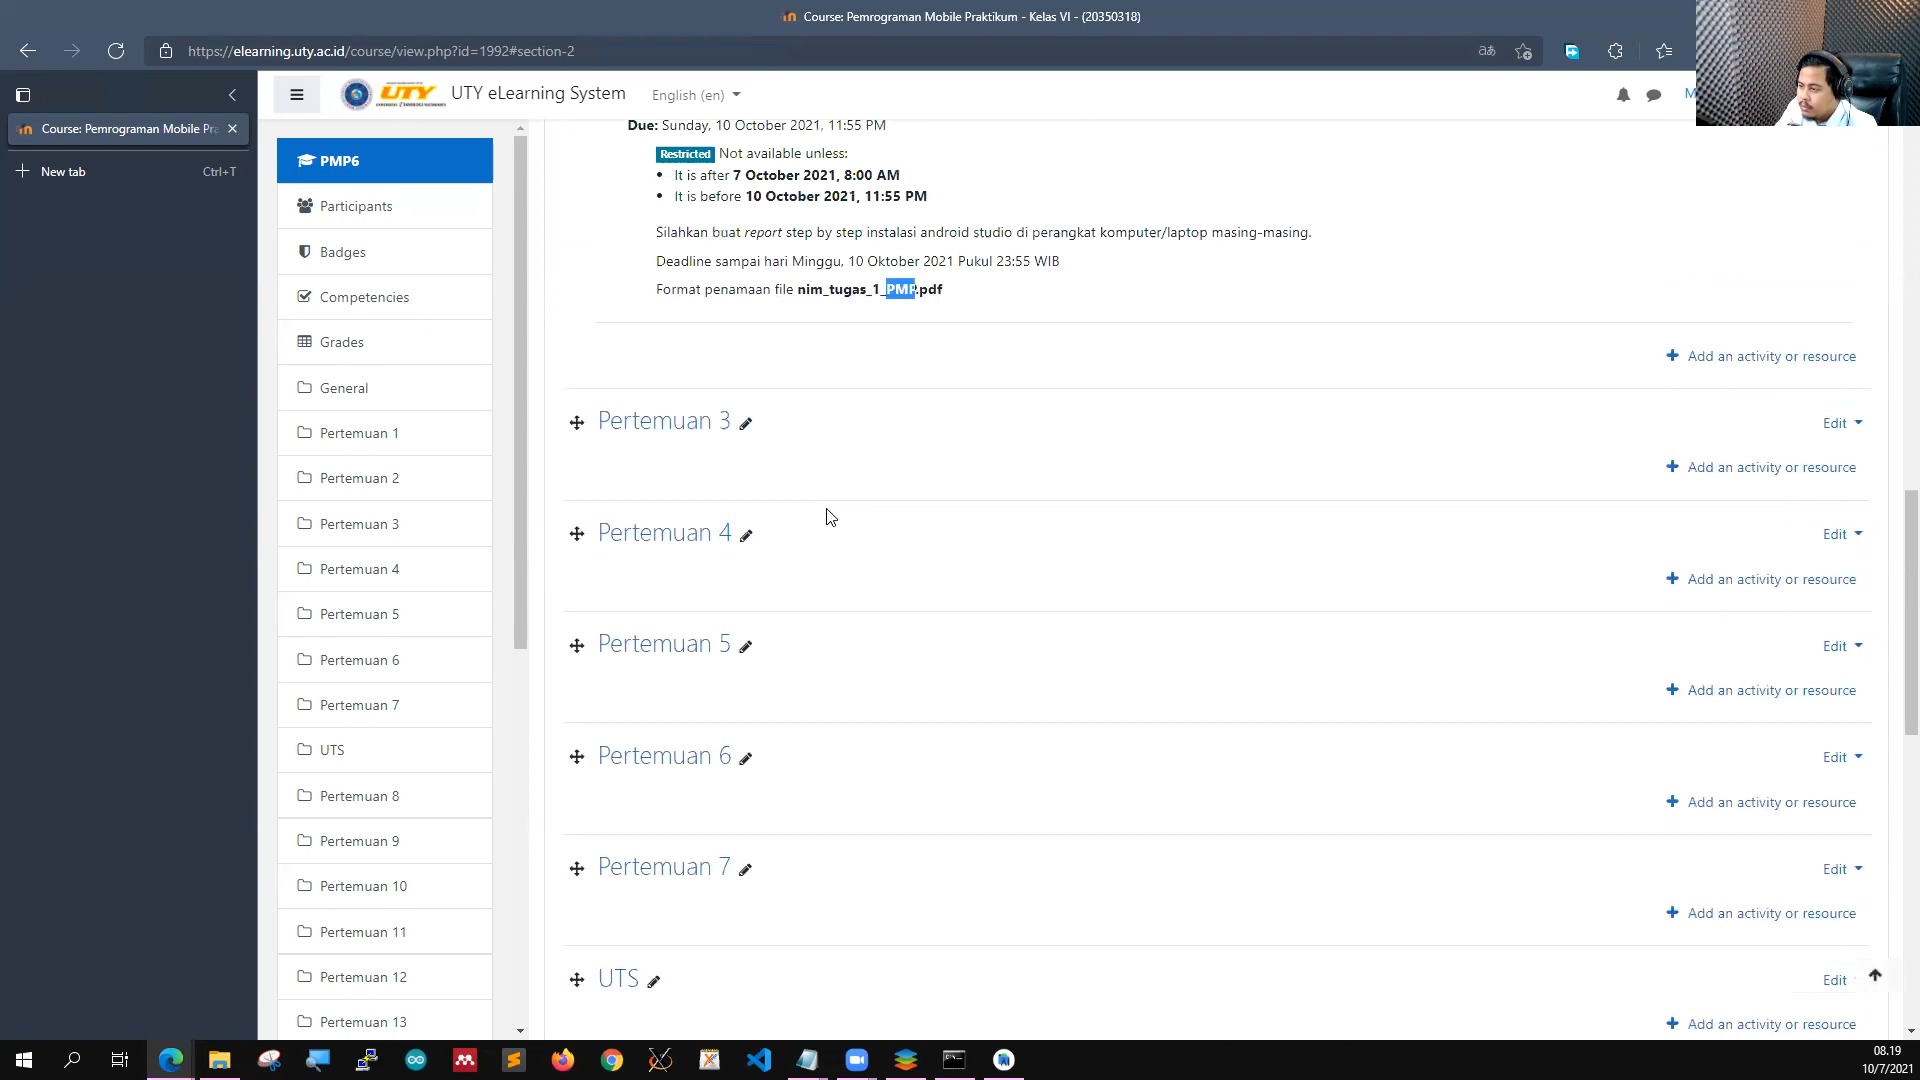 Course: Pemrograman Mobile Praktikum - Kelas VI - (20350318)
https://elearning.uty.ac.id/course/view.php?id=1992#section-2
Course: Pemrograman Mobile Pra
New tab
Ctrl+T
UTY
UTY eLearning System
English (en)
M
PMP6
Participants
Badges
Competencies
Grades
General
Pertemuan 1
Pertemuan 2
Pertemuan 3
Pertemuan 4
Pertemuan 5
Pertemuan 6
Pertemuan 7
UTS
Pertemuan 8
Pertemuan 9
Pertemuan 10
Pertemuan 11
Pertemuan 12
Pertemuan 13
Due: Sunday, 10 October 2021, 11:55 PM
Restricted Not available unless:
• It is after 7 October 2021, 8:00 AM
• It is before 10 October 2021, 11:55 PM
Silahkan buat report step by step instalasi android studio di perangkat komputer/laptop masing-masing.
Deadline sampai hari Minggu, 10 Oktober 2021 Pukul 23:55 WIB
Format penamaan file nim_tugas_1_PMP.pdf
Add an activity or resource
Pertemuan 3
Edit
Add an activity or resource
Pertemuan 4
Edit
Add an activity or resource
Pertemuan 5
Edit
Add an activity or resource
Pertemuan 6
Edit
Add an activity or resource
Pertemuan 7
Edit
Add an activity or resource
UTS
Edit
Add an activity or resource
08.19
10/7/2021